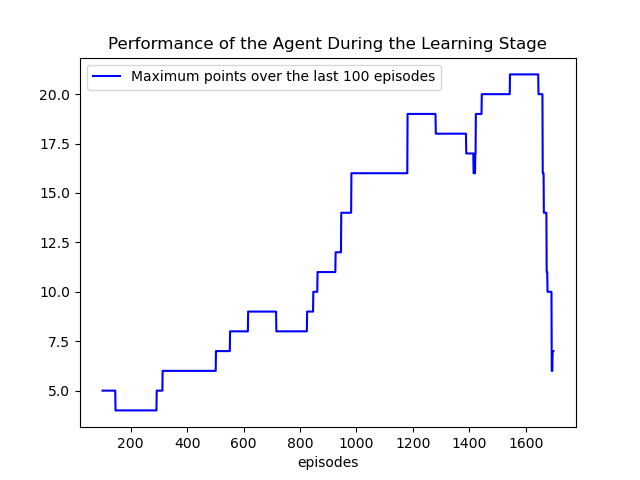 Performance of the Agent During the Learning Stage
Maximum points over the last 100 episodes
20.0
17.5
15.0
12.5
10.0
7.5
5.0
200 400 600 800 1000 1200 1400 1600
episodes